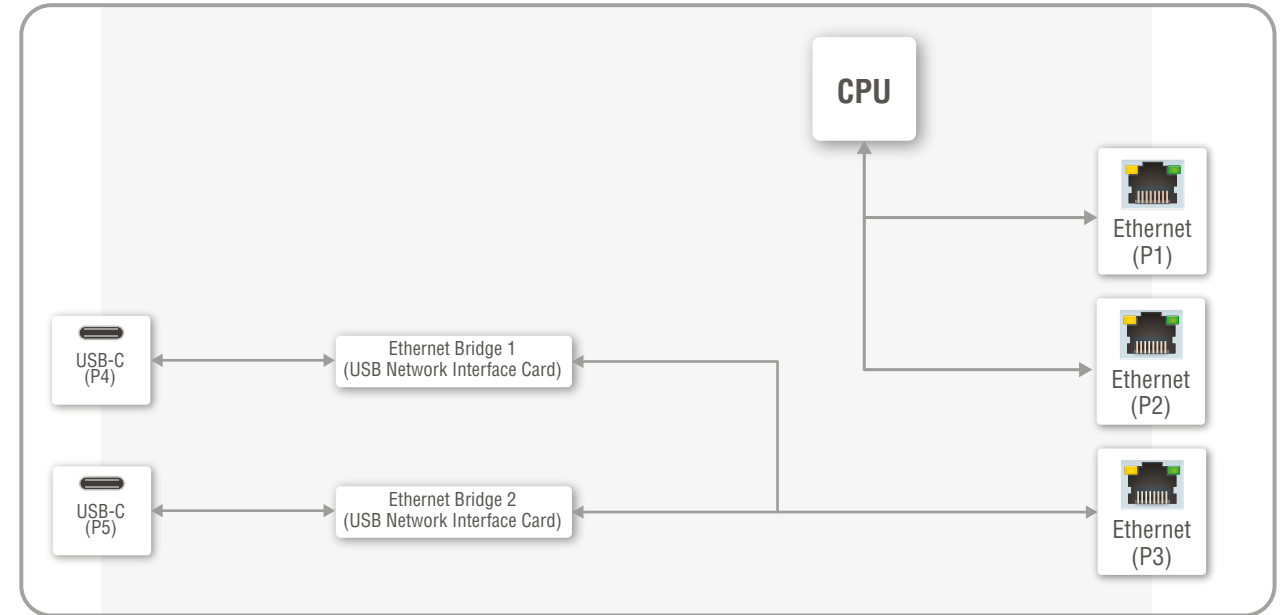 CPU
Ethernet
(P1)
USB-C
(P4)
Ethernet Bridge 1
(USB Network Interface Card)
Ethernet
(P2)
USB-C
(P5)
Ethernet Bridge 2
(USB Network Interface Card)
Ethernet
(P3)